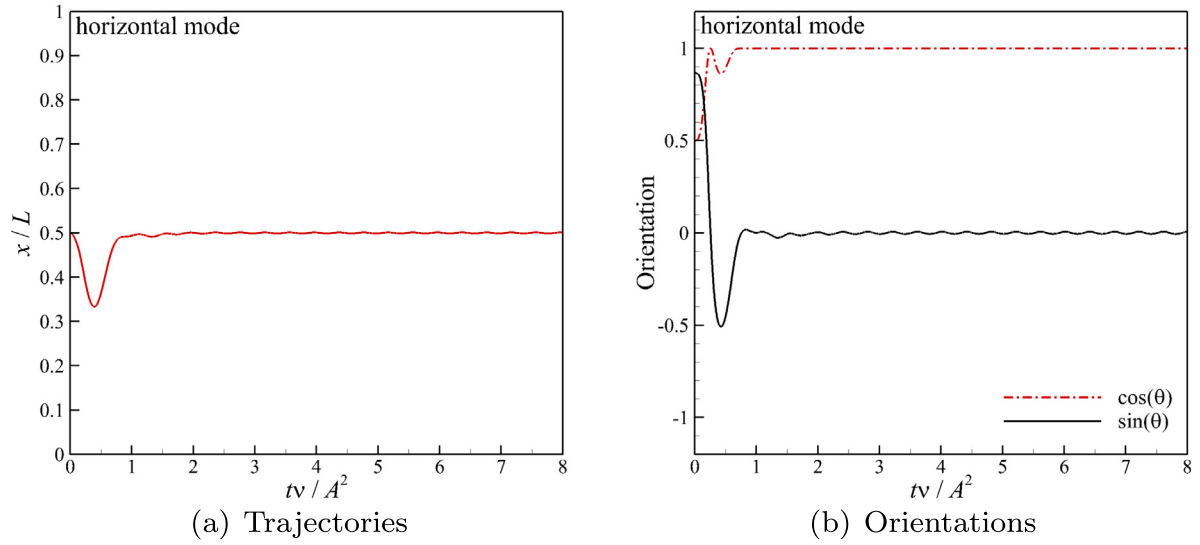 horizontal mode
1
0.9
0.8
0.7
0.6
0.5
0.4
0.3
0.2
0.1
0
x / L
0 1 2 3 4 5 6 7 8
tν / A²
(a) Trajectories
horizontal mode
1
0.5
0
-0.5
-1
Orientation
cos(θ)
sin(θ)
0 1 2 3 4 5 6 7 8
tν / A²
(b) Orientations